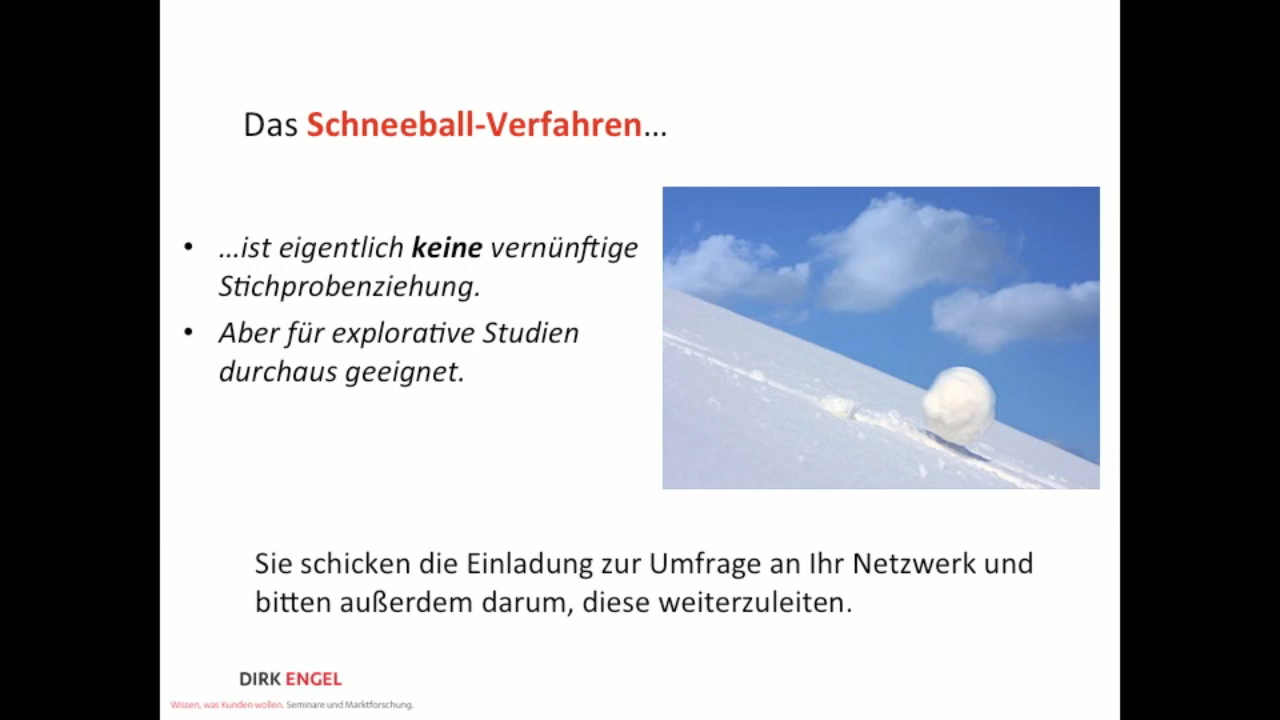 Das Schneeball-Verfahren...
• ...ist eigentlich keine vernünftige
Stichprobenziehung.
• Aber für explorative Studien
durchaus geeignet.
Sie schicken die Einladung zur Umfrage an Ihr Netzwerk und
bitten außerdem darum, diese weiterzuleiten.
DIRK ENGEL
Wissen, was Kunden wollen. Seminare und Marktforschung.